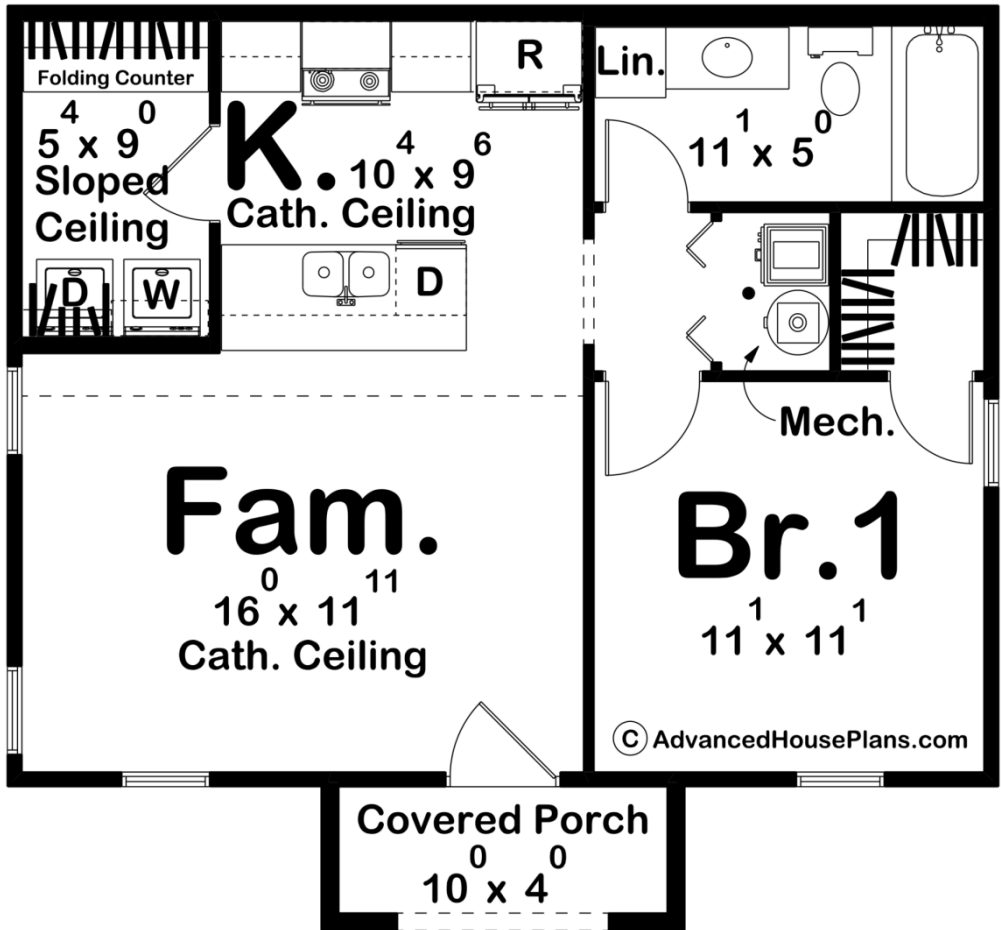 Folding Counter
5⁴ x 9⁰
Sloped
Ceiling
D
W
R
K. 10⁴ x 9⁶
Cath. Ceiling
D
Lin.
11¹ x 5⁰
Mech.
Fam.
16⁰ x 11¹¹
Cath. Ceiling
Br.1
11¹ x 11¹
© AdvancedHousePlans.com
Covered Porch
10⁰ x 4⁰